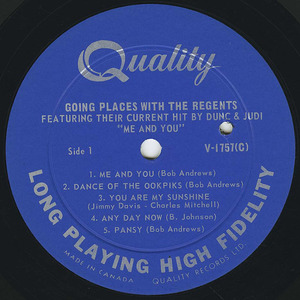 Quality
GOING PLACES WITH THE REGENTS
FEATURING THEIR CURRENT HIT BY DUNC & JUDI
"ME AND YOU"
Side 1
V-1757(C)
1. ME AND YOU (Bob Andrews)
2. DANCE OF THE OOKPIKS (Bob Andrews)
3. YOU ARE MY SUNSHINE
(Jimmy Davis - Charles Mitchell)
4. ANY DAY NOW (B. Johnson)
5. PANSY (Bob Andrews)
LONG PLAYING HIGH FIDELITY
MADE IN CANADA
QUALITY RECORDS LTD.